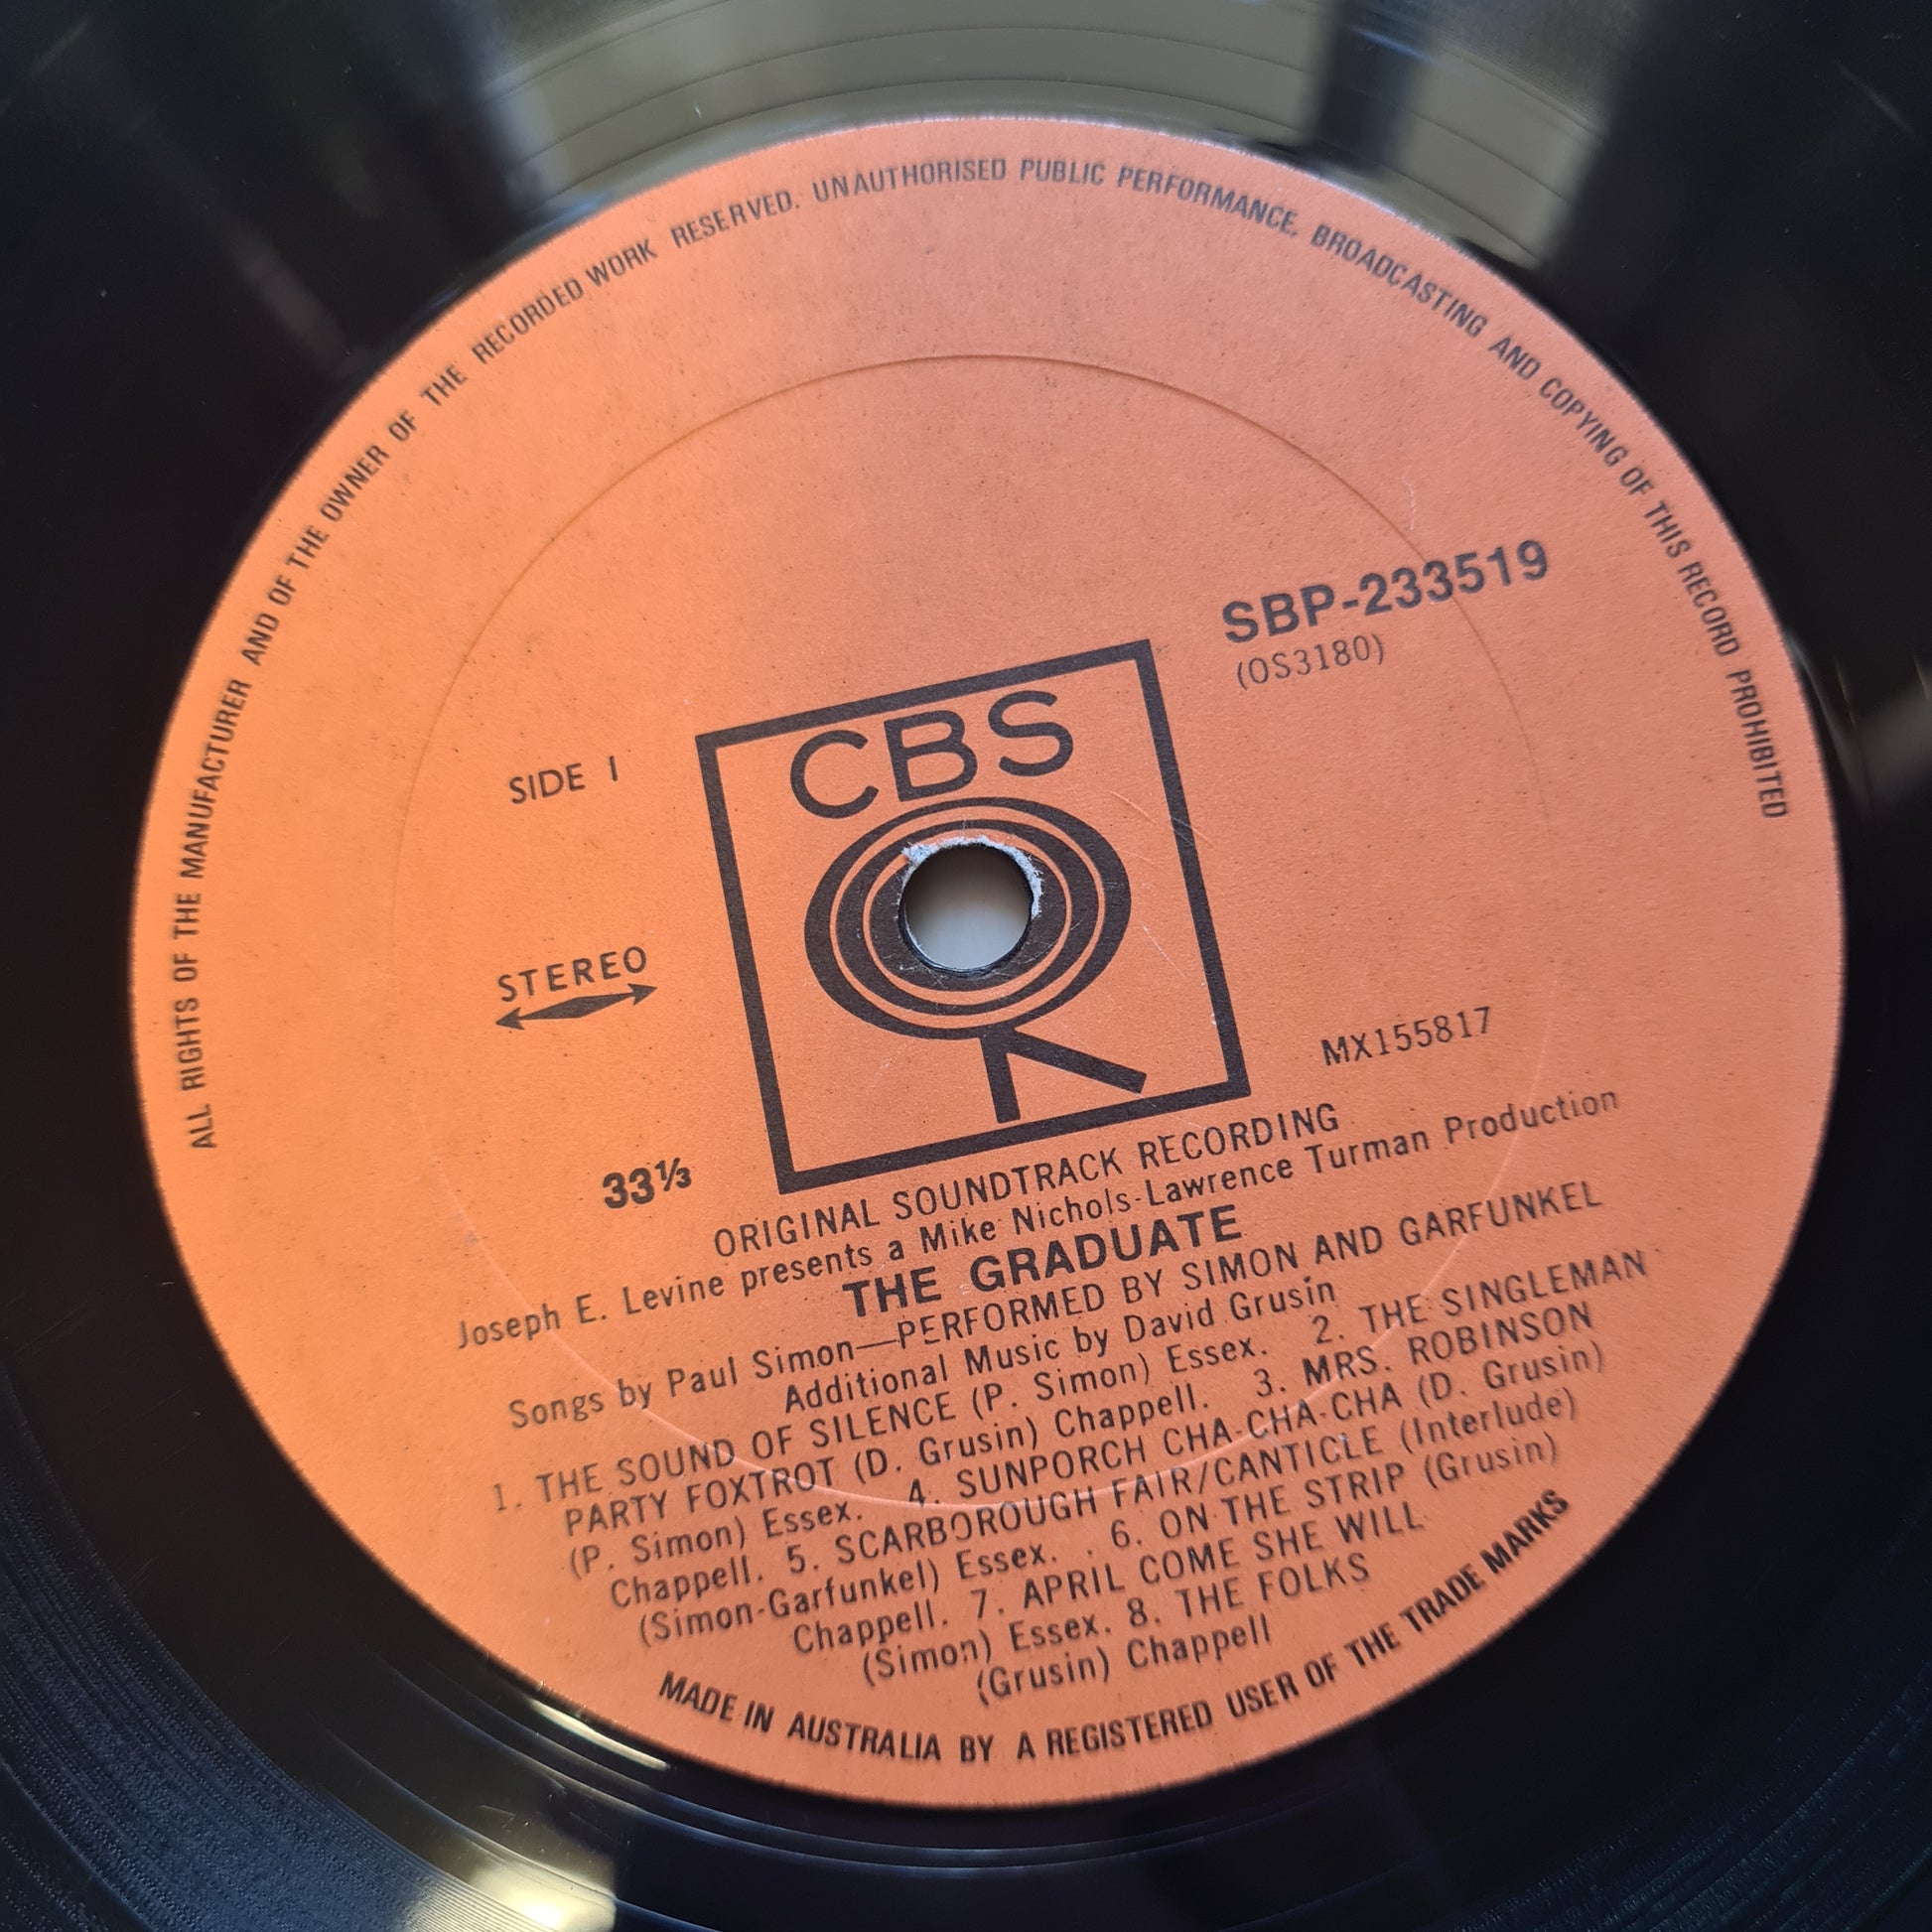 ALL RIGHTS OF THE MANUFACTURER AND OF THE OWNER OF THE RECORDED WORK RESERVED. UNAUTHORISED PUBLIC PERFORMANCE, BROADCASTING AND COPYING OF THIS RECORD PROHIBITED
SBP-233519
(OS3180)
CBS
SIDE 1
STEREO
MX155817
33⅓
ORIGINAL SOUNDTRACK RECORDING
Joseph E. Levine presents a Mike Nichols-Lawrence Turman Production
THE GRADUATE
Songs by Paul Simon—PERFORMED BY SIMON AND GARFUNKEL
Additional Music by David Grusin
1. THE SOUND OF SILENCE (P. Simon) Essex. 2. THE SINGLEMAN
PARTY FOXTROT (D. Grusin) Chappell. 3. MRS. ROBINSON
(P. Simon) Essex. 4. SUNPORCH CHA-CHA-CHA (D. Grusin)
Chappell. 5. SCARBOROUGH FAIR/CANTICLE (Interlude)
(Simon-Garfunkel) Essex. . 6. ON THE STRIP (Grusin)
Chappell. 7. APRIL COME SHE WILL
(Simon) Essex. 8. THE FOLKS
(Grusin) Chappell
MADE IN AUSTRALIA BY A REGISTERED USER OF THE TRADE MARKS